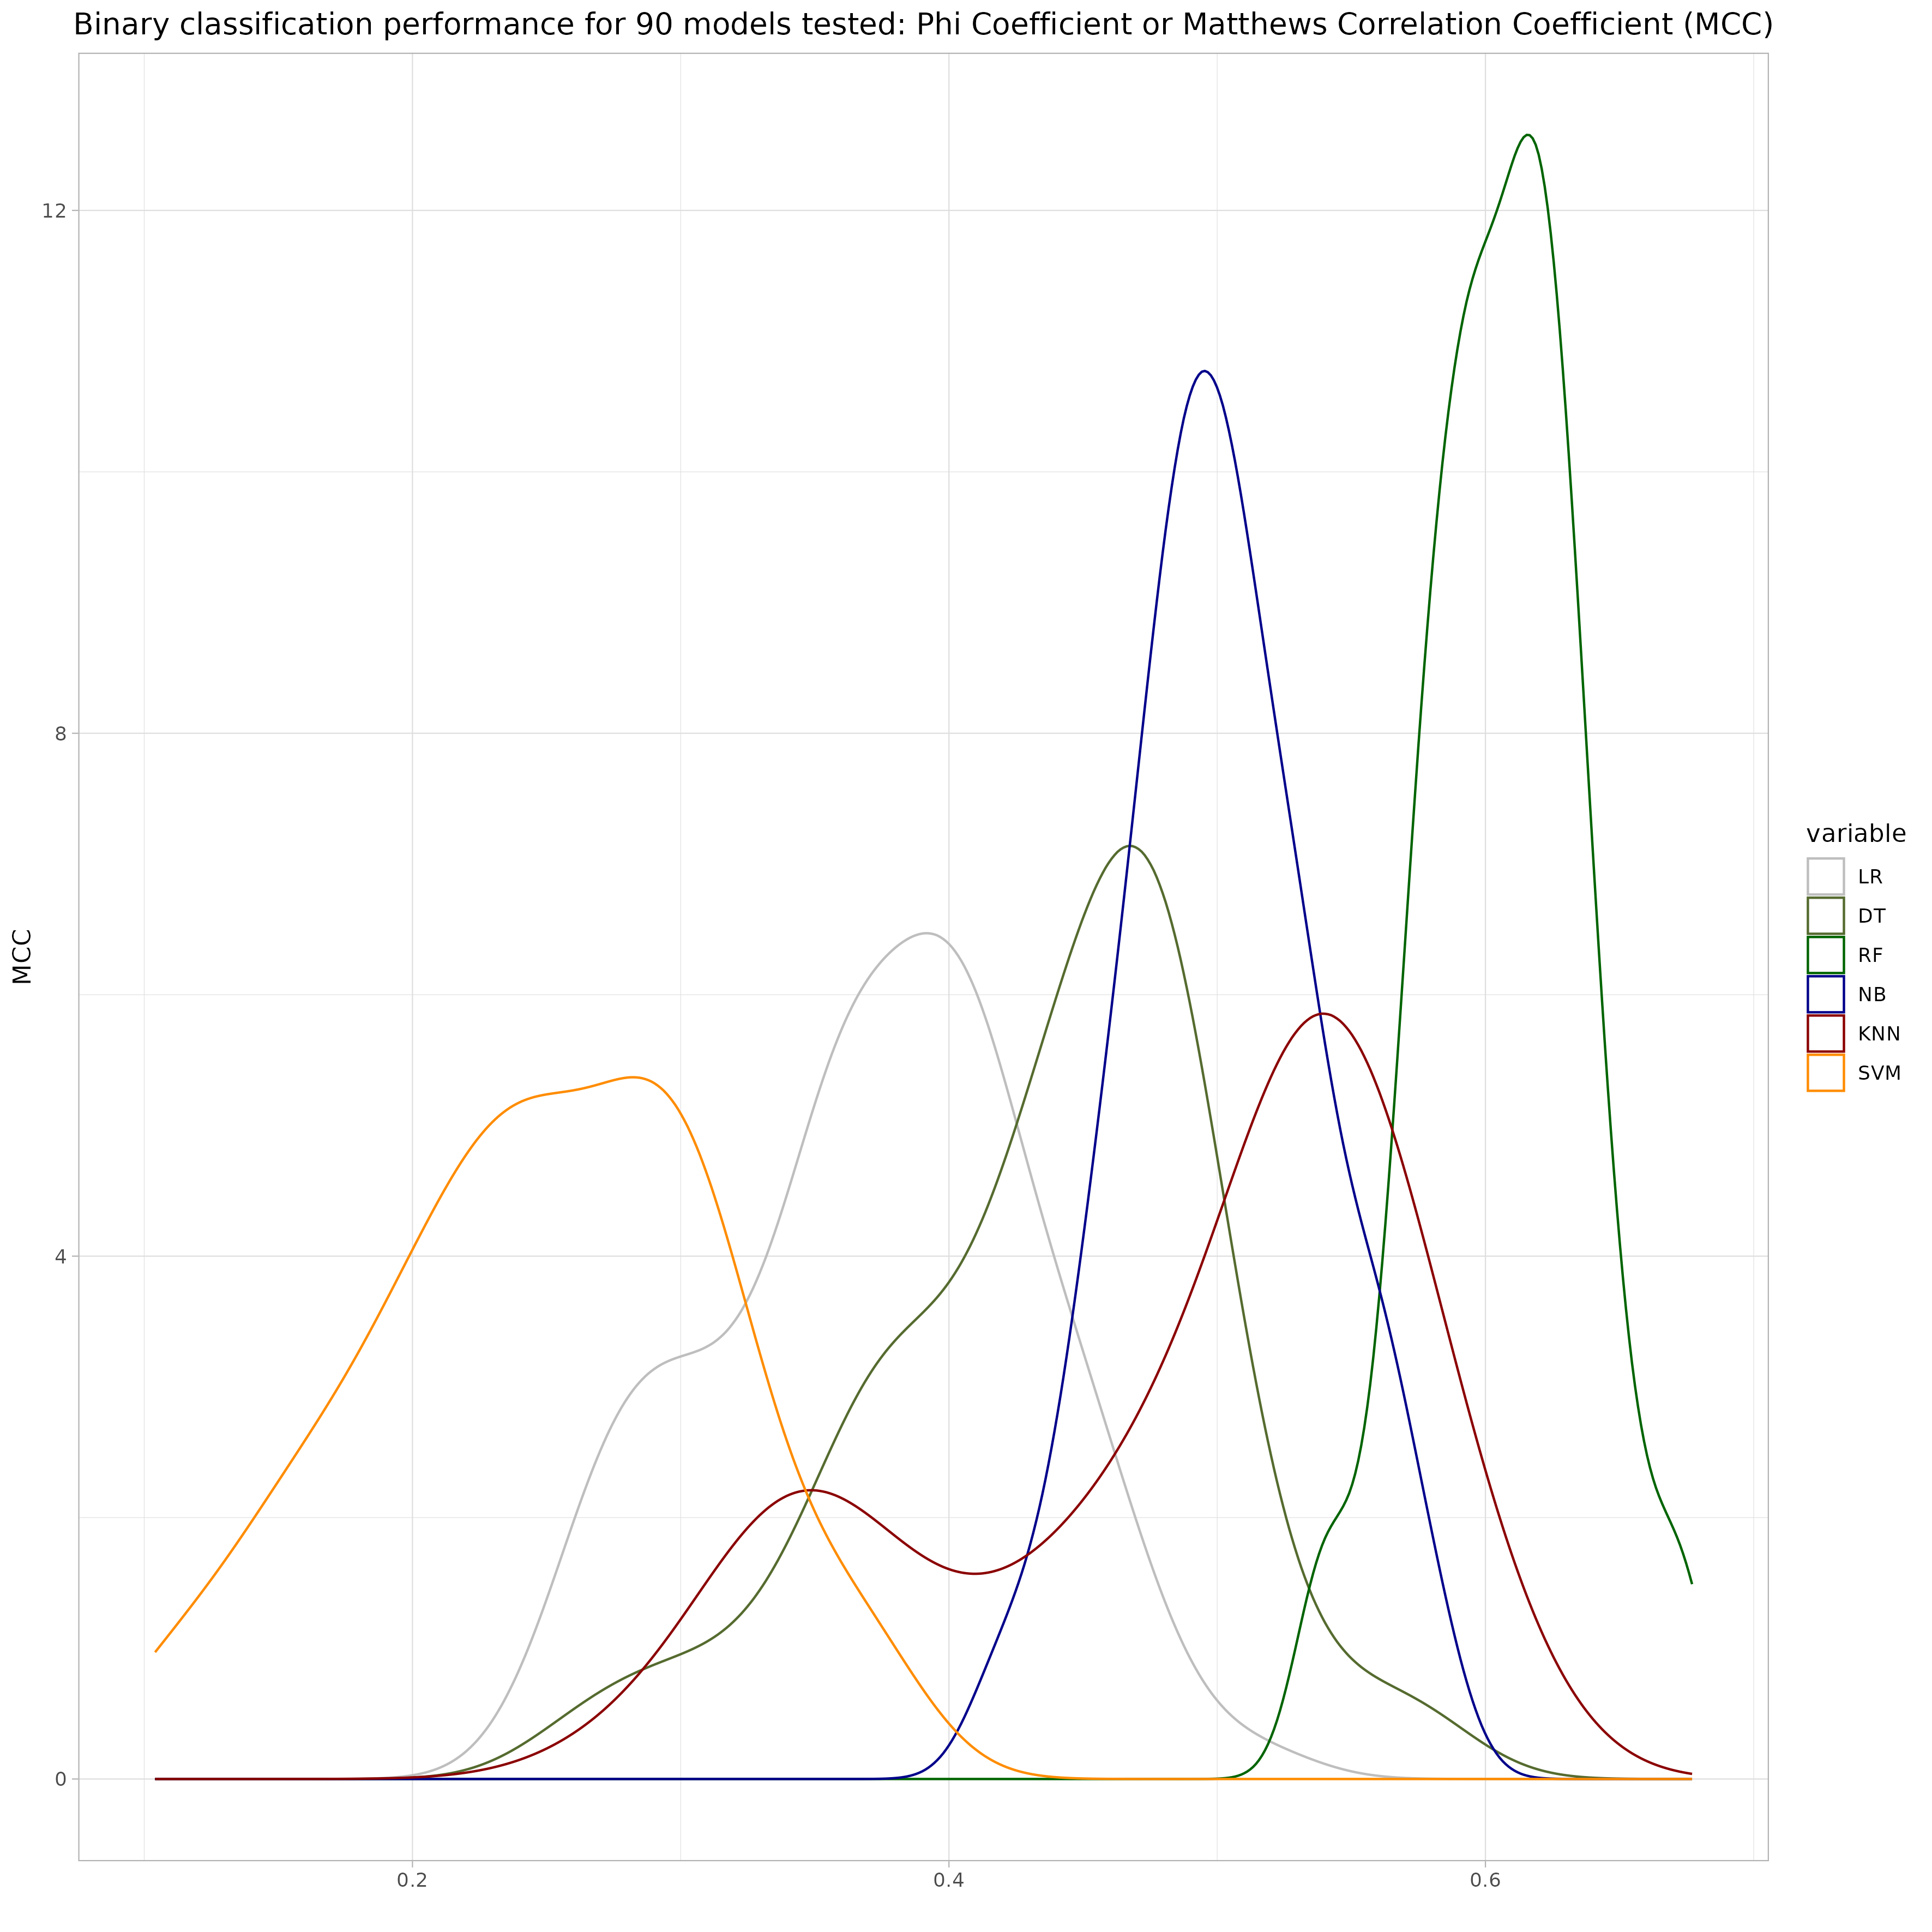 Binary classification performance for 90 models tested: Phi Coefficient or Matthews Correlation Coefficient (MCC)
12
8
4
0
MCC
0.2
0.4
0.6
variable
LR
DT
RF
NB
KNN
SVM